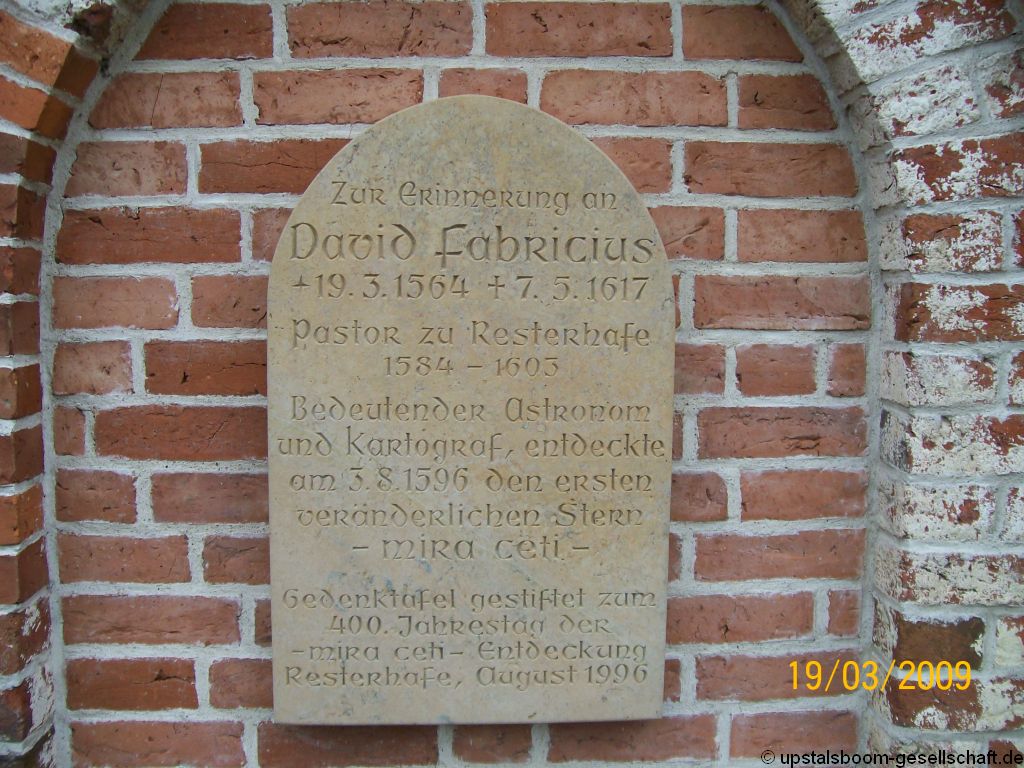 Zur Erinnerung an
David Fabricius
* 19. 3. 1564 † 7. 5. 1617
Pastor zu Resterhafe
1584 – 1603
Bedeutender Astronom
und Kartograf, entdeckte
am 3. 8. 1596 den ersten
veränderlichen Stern
– mira ceti –
Gedenktafel gestiftet zum
400. Jahrestag der
– mira ceti – Entdeckung
Resterhafe, August 1996
19/03/2009
© upstalsboom-gesellschaft.de